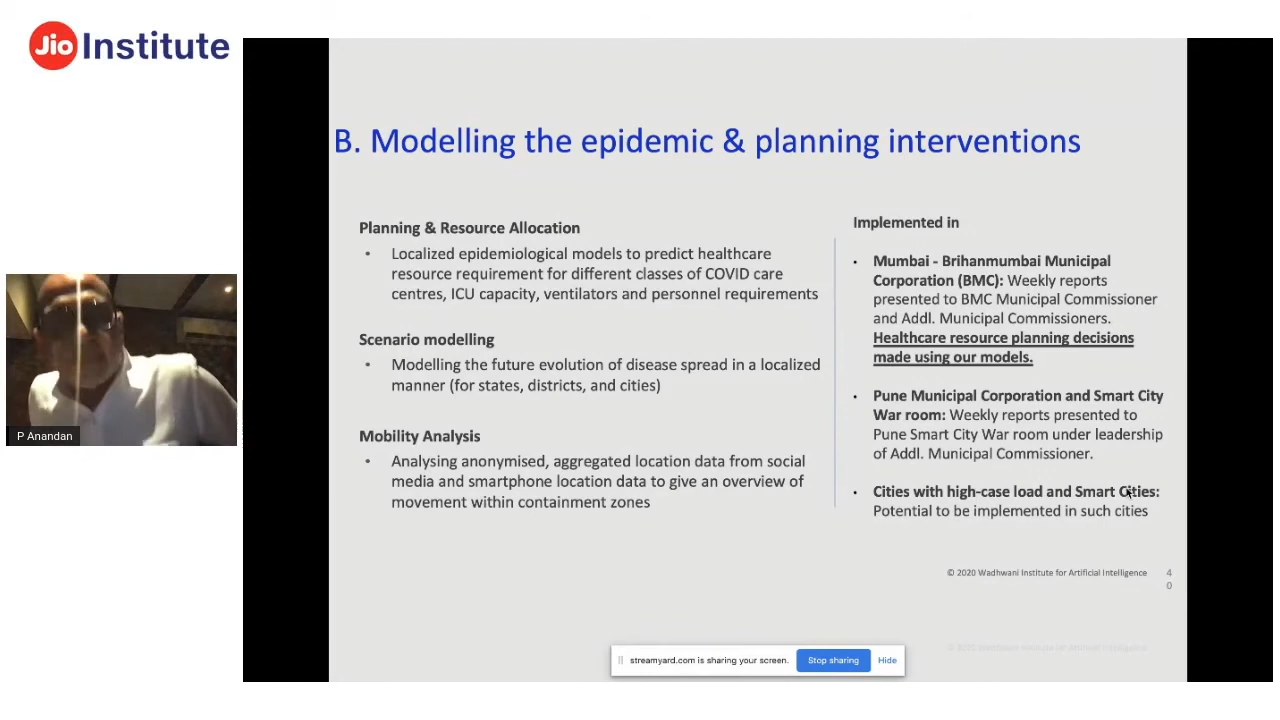 Jio Institute
B. Modelling the epidemic & planning interventions
Planning & Resource Allocation
• Localized epidemiological models to predict healthcare
resource requirement for different classes of COVID care
centres, ICU capacity, ventilators and personnel requirements
Scenario modelling
• Modelling the future evolution of disease spread in a localized
manner (for states, districts, and cities)
Mobility Analysis
• Analysing anonymised, aggregated location data from social
media and smartphone location data to give an overview of
movement within containment zones
Implemented in
• Mumbai - Brihanmumbai Municipal
Corporation (BMC): Weekly reports
presented to BMC Municipal Commissioner
and Addl. Municipal Commissioners.
Healthcare resource planning decisions
made using our models.
• Pune Municipal Corporation and Smart City
War room: Weekly reports presented to
Pune Smart City War room under leadership
of Addl. Municipal Commissioner.
• Cities with high-case load and Smart Cities:
Potential to be implemented in such cities
© 2020 Wadhwani Institute for Artificial Intelligence
4
0
P Anandan
streamyard.com is sharing your screen. Stop sharing Hide